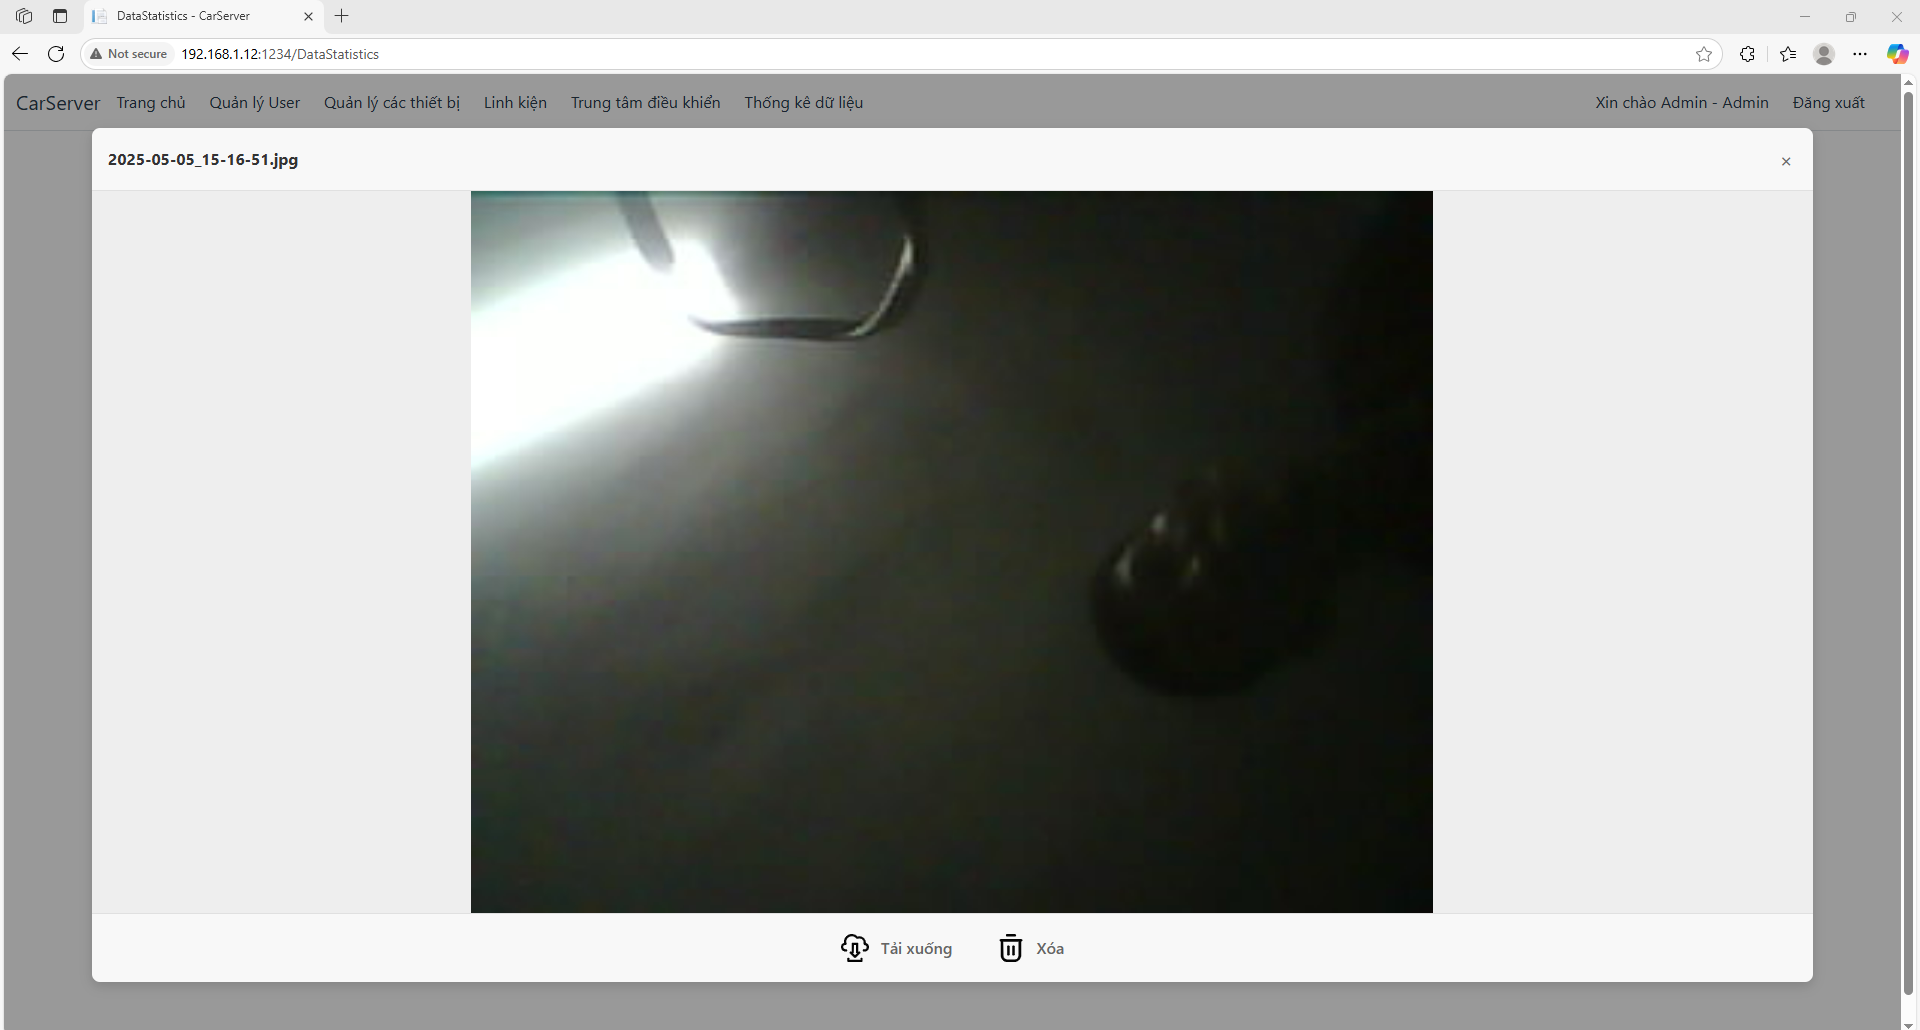 DataStatistics - CarServer
Not secure 192.168.1.12:1234/DataStatistics
CarServer Trang chủ Quản lý User Quản lý các thiết bị Linh kiện Trung tâm điều khiển Thống kê dữ liệu Xin chào Admin - Admin Đăng xuất
2025-05-05_15-16-51.jpg
Tải xuống Xóa